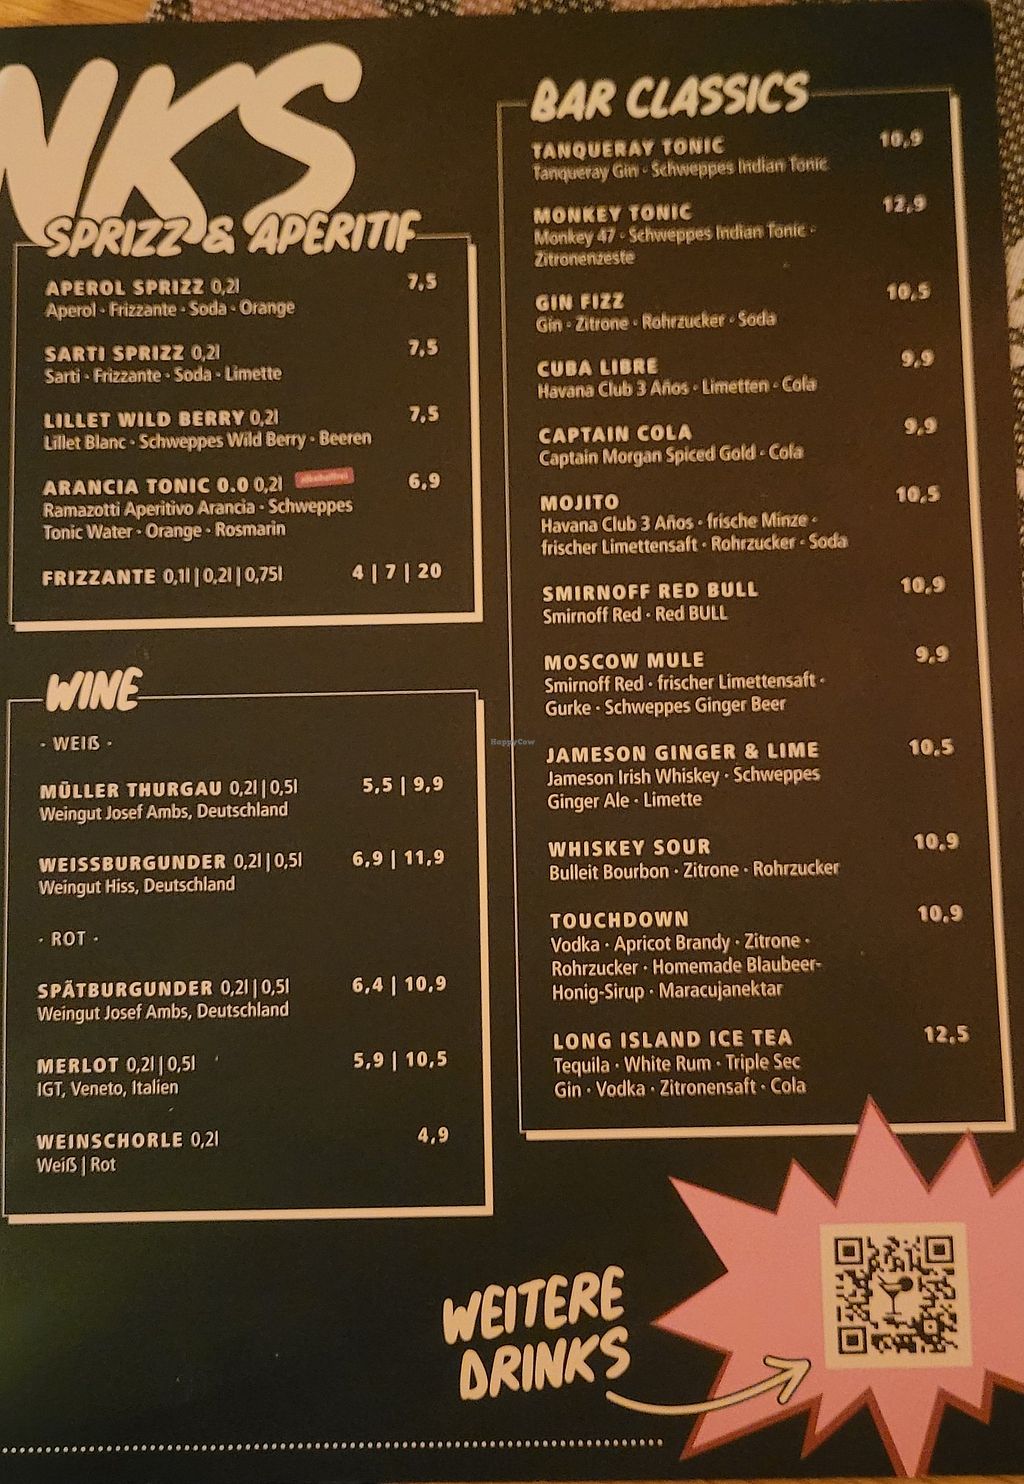 NKS
SPRIZZ & APERITIF
APEROL SPRIZZ 0,2l 7,5
Aperol · Frizzante · Soda · Orange
SARTI SPRIZZ 0,2l 7,5
Sarti · Frizzante · Soda · Limette
LILLET WILD BERRY 0,2l 7,5
Lillet Blanc · Schweppes Wild Berry · Beeren
ARANCIA TONIC 0.0 0,2l alkoholfrei 6,9
Ramazotti Aperitivo Arancia · Schweppes
Tonic Water · Orange · Rosmarin
FRIZZANTE 0,1l | 0,2l | 0,75l 4 | 7 | 20
WINE
· WEIß ·
MÜLLER THURGAU 0,2l | 0,5l 5,5 | 9,9
Weingut Josef Ambs, Deutschland
WEISSBURGUNDER 0,2l | 0,5l 6,9 | 11,9
Weingut Hiss, Deutschland
· ROT ·
SPÄTBURGUNDER 0,2l | 0,5l 6,4 | 10,9
Weingut Josef Ambs, Deutschland
MERLOT 0,2l | 0,5l 5,9 | 10,5
IGT, Veneto, Italien
WEINSCHORLE 0,2l 4,9
Weiß | Rot
BAR CLASSICS
TANQUERAY TONIC 10,9
Tanqueray Gin · Schweppes Indian Tonic
MONKEY TONIC 12,9
Monkey 47 · Schweppes Indian Tonic ·
Zitronenzeste
GIN FIZZ 10,5
Gin · Zitrone · Rohrzucker · Soda
CUBA LIBRE 9,9
Havana Club 3 Años · Limetten · Cola
CAPTAIN COLA 9,9
Captain Morgan Spiced Gold · Cola
MOJITO 10,5
Havana Club 3 Años · frische Minze ·
frischer Limettensaft · Rohrzucker · Soda
SMIRNOFF RED BULL 10,9
Smirnoff Red · Red BULL
MOSCOW MULE 9,9
Smirnoff Red · frischer Limettensaft ·
Gurke · Schweppes Ginger Beer
JAMESON GINGER & LIME 10,5
Jameson Irish Whiskey · Schweppes
Ginger Ale · Limette
WHISKEY SOUR 10,9
Bulleit Bourbon · Zitrone · Rohrzucker
TOUCHDOWN 10,9
Vodka · Apricot Brandy · Zitrone ·
Rohrzucker · Homemade Blaubeer-
Honig-Sirup · Maracujanektar
LONG ISLAND ICE TEA 12,5
Tequila · White Rum · Triple Sec
Gin · Vodka · Zitronensaft · Cola
WEITERE
DRINKS
HappyCow